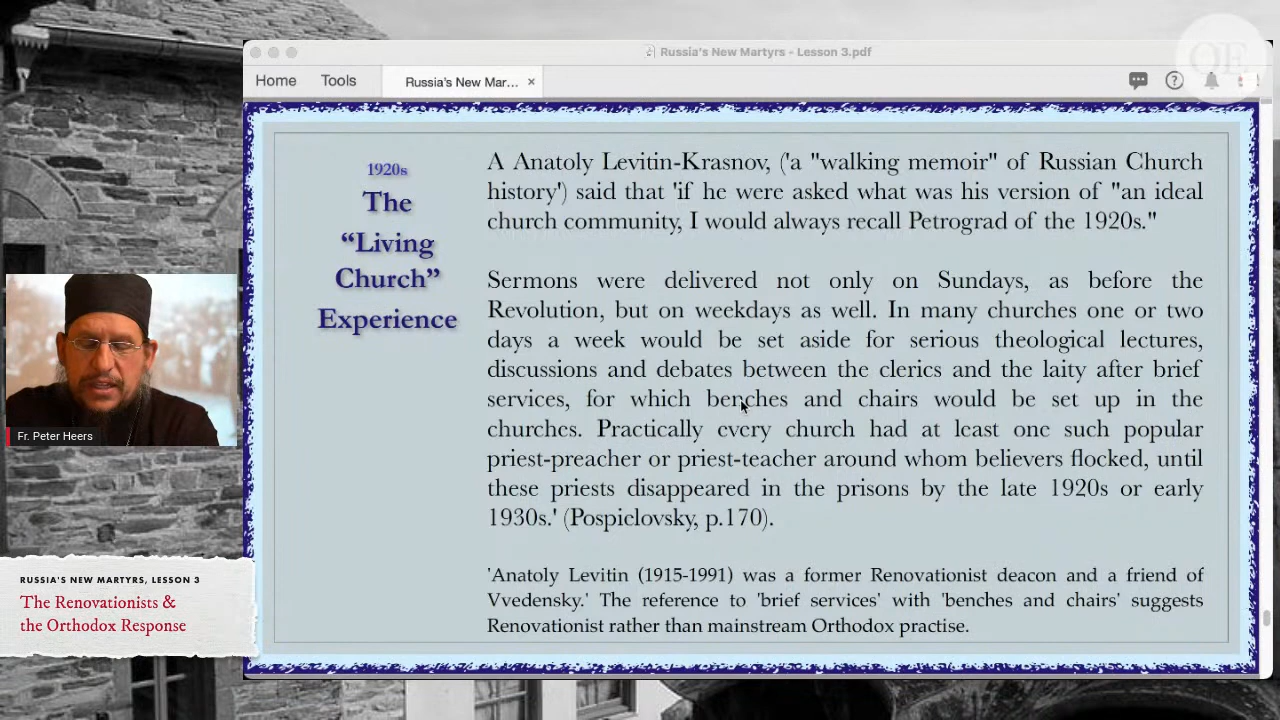 Russia's New Martyrs - Lesson 3.pdf
OE
Home
Tools
Russia's New Mar...
×
?
1920s
The
“Living
Church”
Experience
A Anatoly Levitin-Krasnov, ('a "walking memoir" of Russian Church
history') said that 'if he were asked what was his version of "an ideal
church community, I would always recall Petrograd of the 1920s."
Sermons were delivered not only on Sundays, as before the
Revolution, but on weekdays as well. In many churches one or two
days a week would be set aside for serious theological lectures,
discussions and debates between the clerics and the laity after brief
services, for which benches and chairs would be set up in the
churches. Practically every church had at least one such popular
priest-preacher or priest-teacher around whom believers flocked, until
these priests disappeared in the prisons by the late 1920s or early
1930s.' (Pospiclovsky, p.170).
'Anatoly Levitin (1915-1991) was a former Renovationist deacon and a friend of
Vvedensky.' The reference to 'brief services' with 'benches and chairs' suggests
Renovationist rather than mainstream Orthodox practise.
Fr. Peter Heers
RUSSIA'S NEW MARTYRS, LESSON 3
The Renovationists &
the Orthodox Response